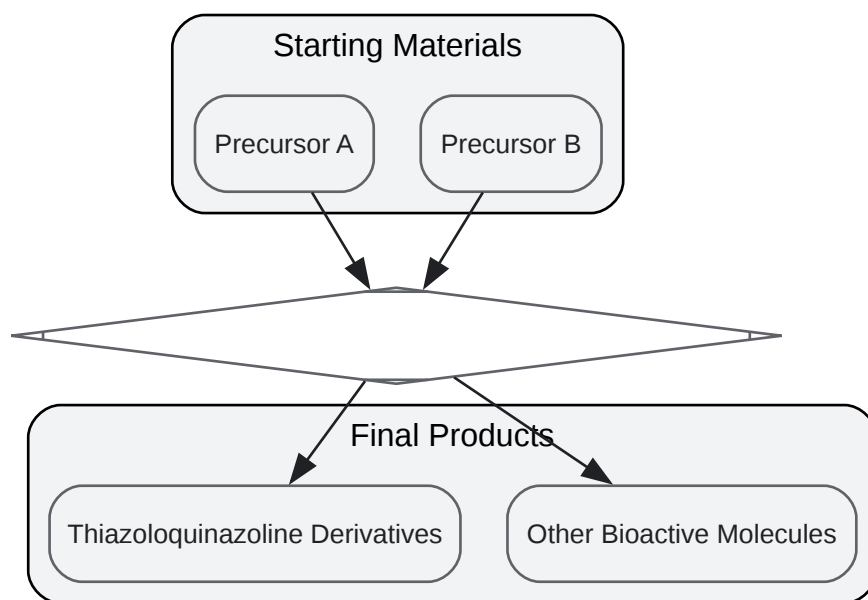 Starting Materials
Precursor A
Precursor B
Final Products
Thiazoloquinazoline Derivatives
Other Bioactive Molecules